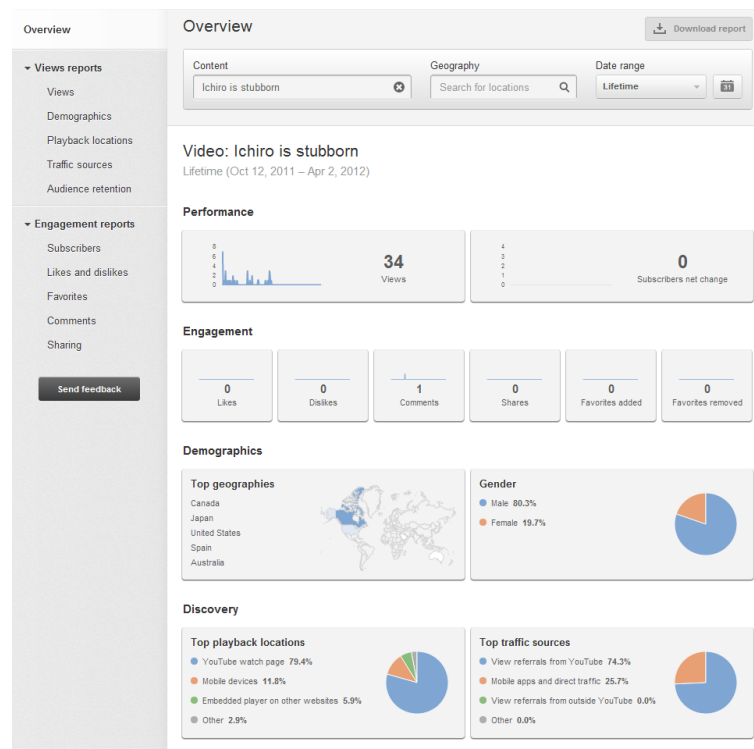 Overview
Views reports
Views
Demographics
Playback locations
Traffic sources
Audience retention
Engagement reports
Subscribers
Likes and dislikes
Favorites
Comments
Sharing
Send feedback
Overview
Download report
Content
Ichiro is stubborn
Geography
Search for locations
Date range
Lifetime
31
Video: Ichiro is stubborn
Lifetime (Oct 12, 2011 – Apr 2, 2012)
Performance
8
6
4
2
0
34
Views
4
3
2
1
0
0
Subscribers net change
Engagement
0
Likes
0
Dislikes
1
Comments
0
Shares
0
Favorites added
0
Favorites removed
Demographics
Top geographies
Canada
Japan
United States
Spain
Australia
Gender
Male 80.3%
Female 19.7%
Discovery
Top playback locations
YouTube watch page 79.4%
Mobile devices 11.8%
Embedded player on other websites 5.9%
Other 2.9%
Top traffic sources
View referrals from YouTube 74.3%
Mobile apps and direct traffic 25.7%
View referrals from outside YouTube 0.0%
Other 0.0%